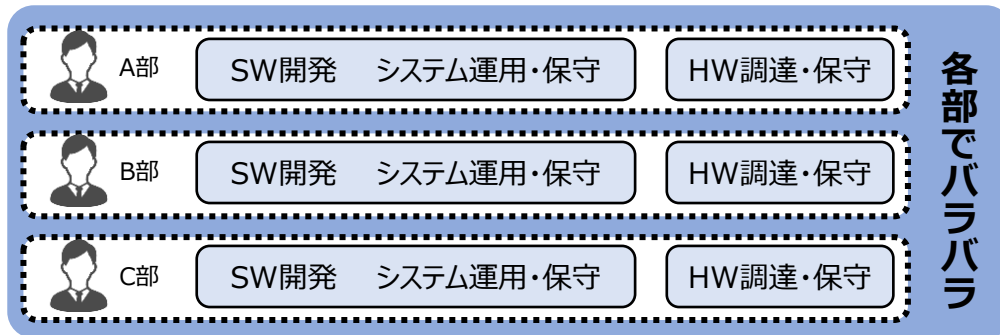 A部 SW開発 システム運用・保守 HW調達・保守
B部 SW開発 システム運用・保守 HW調達・保守
C部 SW開発 システム運用・保守 HW調達・保守
各部でバラバラ